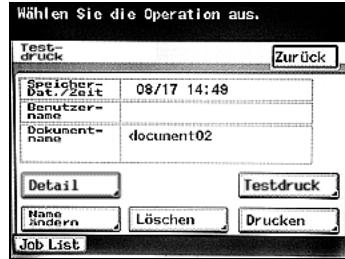 Wählen Sie die Operation aus.
Test-
druck
Zurück
Speicher-
Dat./Zeit
08/17 14:49
Benutzer-
name
Dokument-
name
document02
Detail
Testdruck
Name
ändern
Löschen
Drucken
Job List